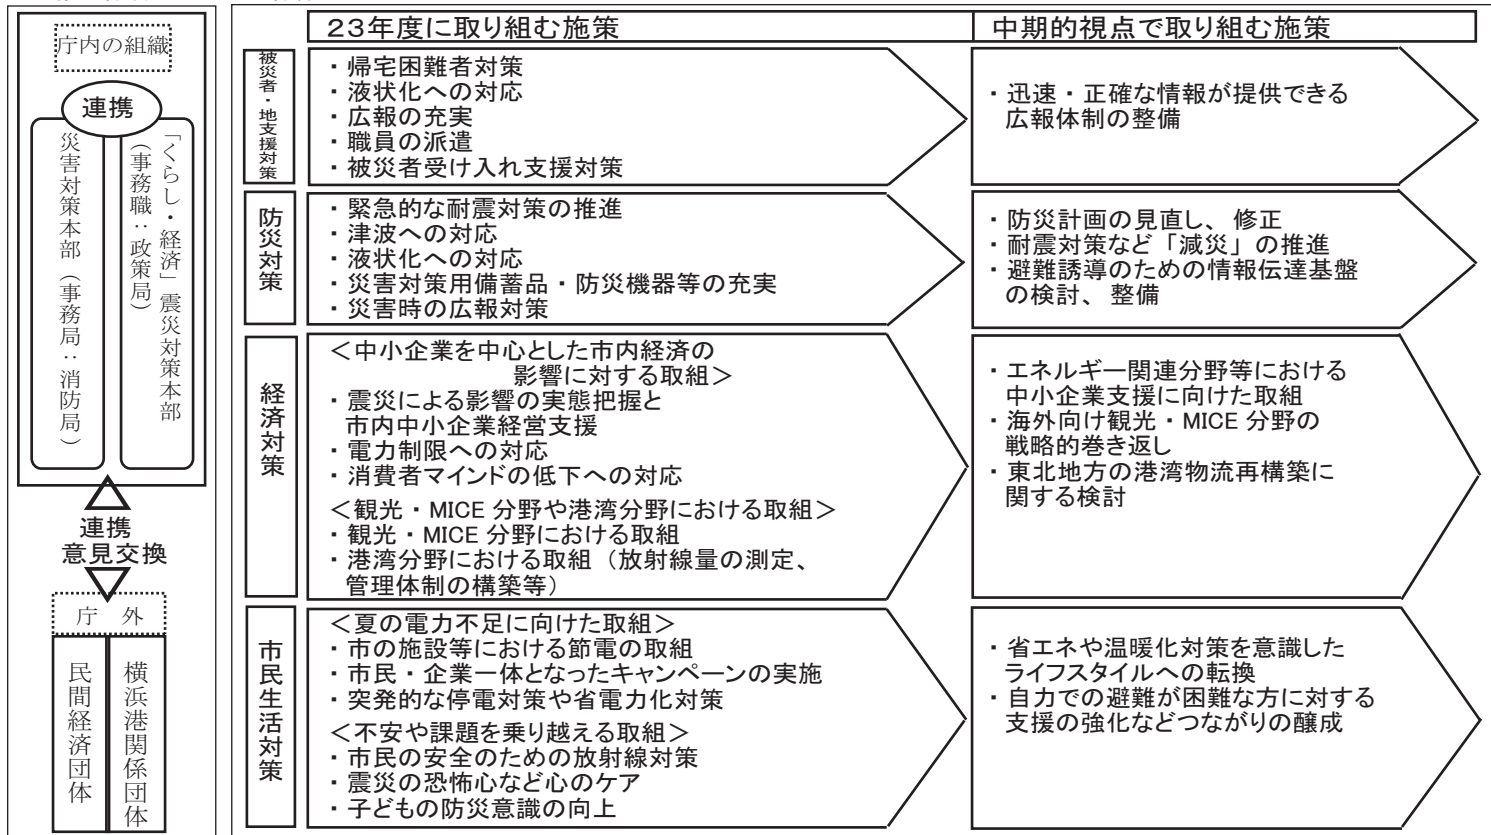 庁内の組織
連携
「くらし・経済」震災対策本部
(事務職：政策局)
災害対策本部（事務局：消防局）
連携
意見交換
庁　外
民間経済団体
横浜港関係団体
23年度に取り組む施策
中期的視点で取り組む施策
被災者・地支援対策
・帰宅困難者対策
・液状化への対応
・広報の充実
・職員の派遣
・被災者受け入れ支援対策
・迅速・正確な情報が提供できる
広報体制の整備
防災対策
・緊急的な耐震対策の推進
・津波への対応
・液状化への対応
・災害対策用備蓄品・防災機器等の充実
・災害時の広報対策
・防災計画の見直し、修正
・耐震対策など「減災」の推進
・避難誘導のための情報伝達基盤
の検討、整備
経済対策
＜中小企業を中心とした市内経済の
影響に対する取組＞
・震災による影響の実態把握と
市内中小企業経営支援
・電力制限への対応
・消費者マインドの低下への対応
＜観光・MICE 分野や港湾分野における取組＞
・観光・MICE 分野における取組
・港湾分野における取組（放射線量の測定、
管理体制の構築等）
・エネルギー関連分野等における
中小企業支援に向けた取組
・海外向け観光・MICE 分野の
戦略的巻き返し
・東北地方の港湾物流再構築に
関する検討
市民生活対策
＜夏の電力不足に向けた取組＞
・市の施設等における節電の取組
・市民・企業一体となったキャンペーンの実施
・突発的な停電対策や省電力化対策
＜不安や課題を乗り越える取組＞
・市民の安全のための放射線対策
・震災の恐怖心など心のケア
・子どもの防災意識の向上
・省エネや温暖化対策を意識した
ライフスタイルへの転換
・自力での避難が困難な方に対する
支援の強化などつながりの醸成